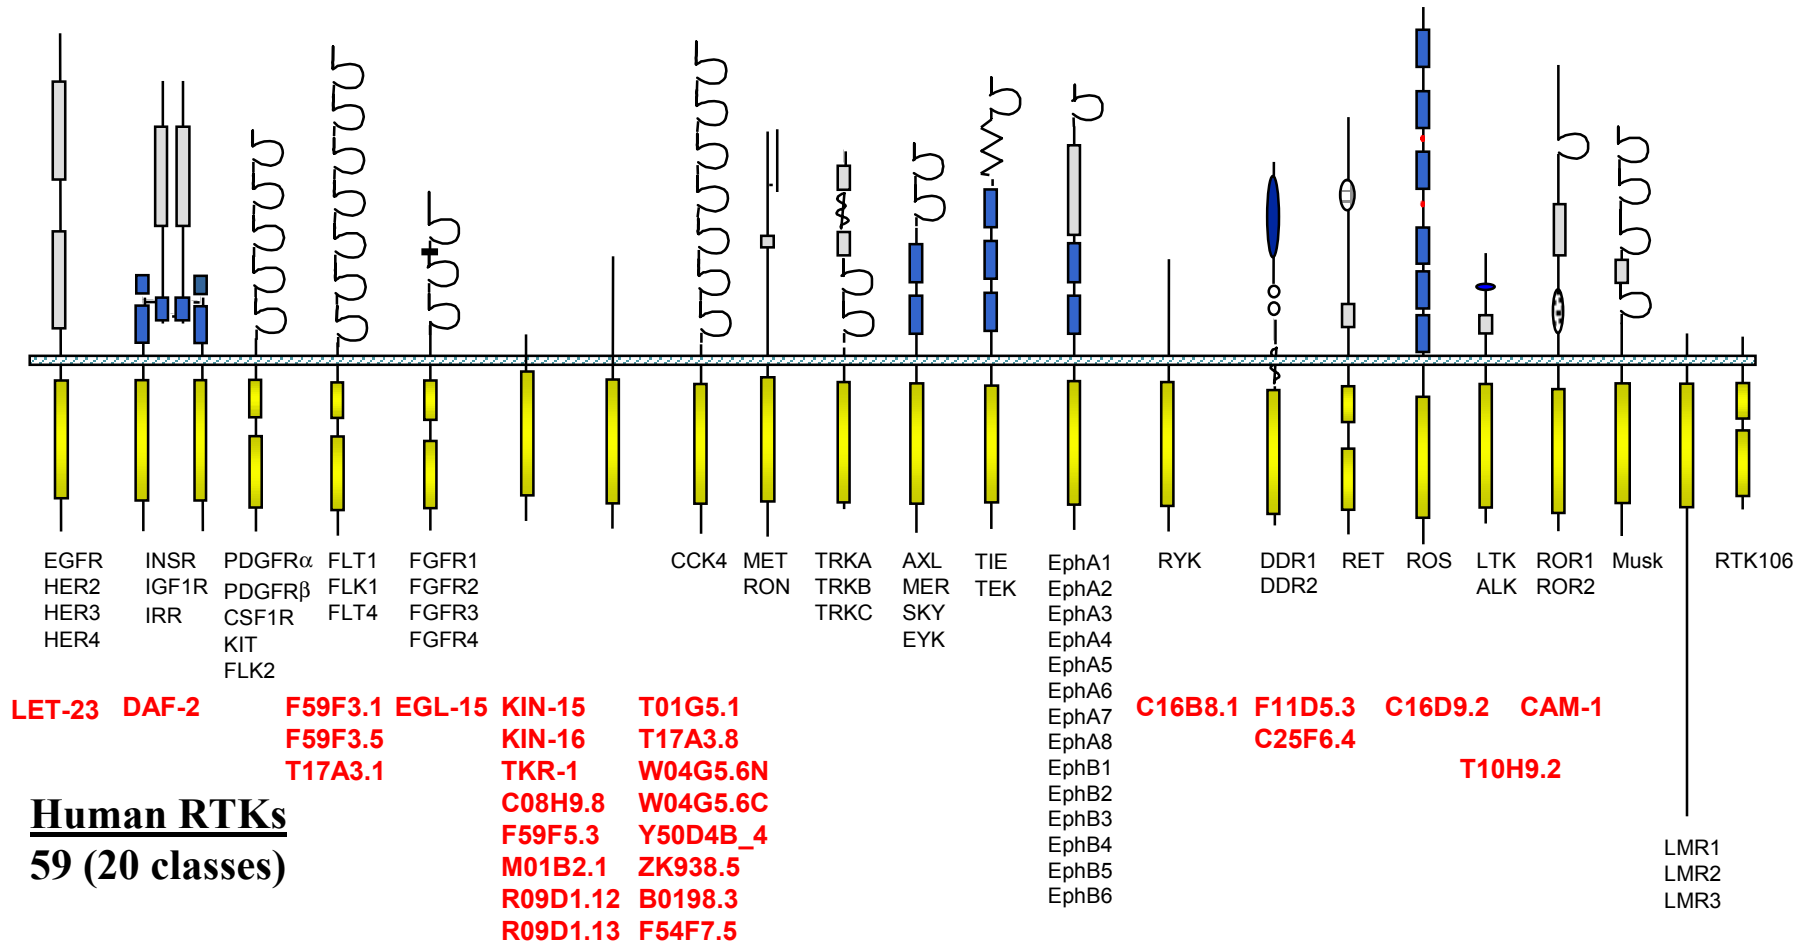 EGFR
HER2
HER3
HER4
INSR
IGF1R
IRR
PDGFRα
PDGFRβ
CSF1R
KIT
FLK2
FLT1
FLK1
FLT4
FGFR1
FGFR2
FGFR3
FGFR4
CCK4
MET
RON
TRKA
TRKB
TRKC
AXL
MER
SKY
EYK
TIE
TEK
EphA1
EphA2
EphA3
EphA4
EphA5
EphA6
EphA7
EphA8
EphB1
EphB2
EphB3
EphB4
EphB5
EphB6
RYK
DDR1
DDR2
RET
ROS
LTK
ALK
ROR1
ROR2
Musk
LMR1
LMR2
LMR3
RTK106
LET-23
DAF-2
F59F3.1
F59F3.5
T17A3.1
EGL-15
KIN-15
KIN-16
TKR-1
C08H9.8
F59F5.3
M01B2.1
R09D1.12
R09D1.13
T01G5.1
T17A3.8
W04G5.6N
W04G5.6C
Y50D4B_4
ZK938.5
B0198.3
F54F7.5
C16B8.1
F11D5.3
C25F6.4
C16D9.2
T10H9.2
CAM-1
Human RTKs
59 (20 classes)